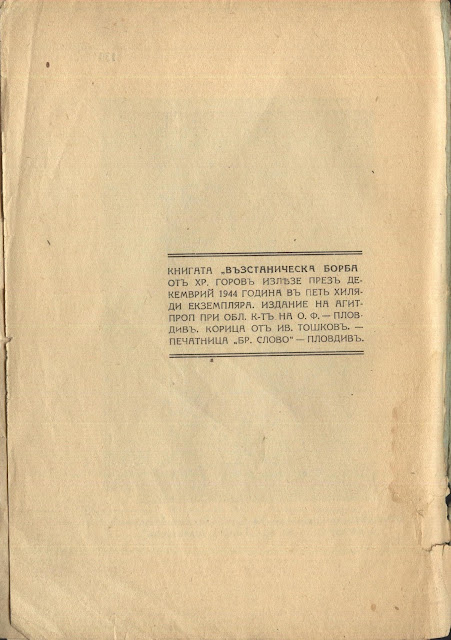 КНИГАТА „ВЪЗСТАНИЧЕСКА БОРБА
ОТЪ ХР. ГОРОВЪ ИЗЛѢЗЕ ПРЕЗЪ ДЕ-
КЕМВРИЙ 1944 ГОДИНА ВЪ ПЕТЬ ХИЛЯ-
ДИ ЕКЗЕМПЛЯРА. ИЗДАНИЕ НА АГИТ-
ПРОП ПРИ ОБЛ. К-ТЪ НА О. Ф. — ПЛОВ-
ДИВЪ. КОРИЦА ОТЪ ИВ. ТОШКОВЪ. —
ПЕЧАТНИЦА „БР. СЛОВО" — ПЛОВДИВЪ.